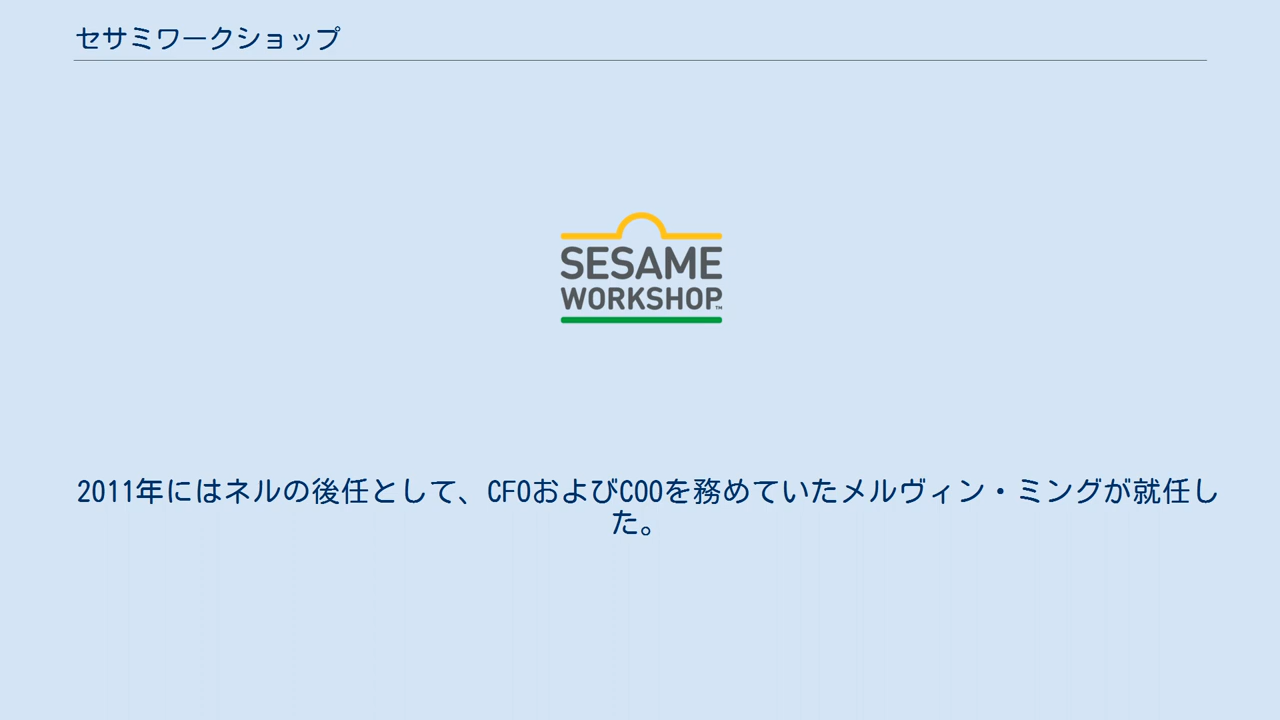 セサミワークショップ
SESAME
WORKSHOP™
2011年にはネルの後任として、CFOおよびCOOを務めていたメルヴィン・ミングが就任し
た。